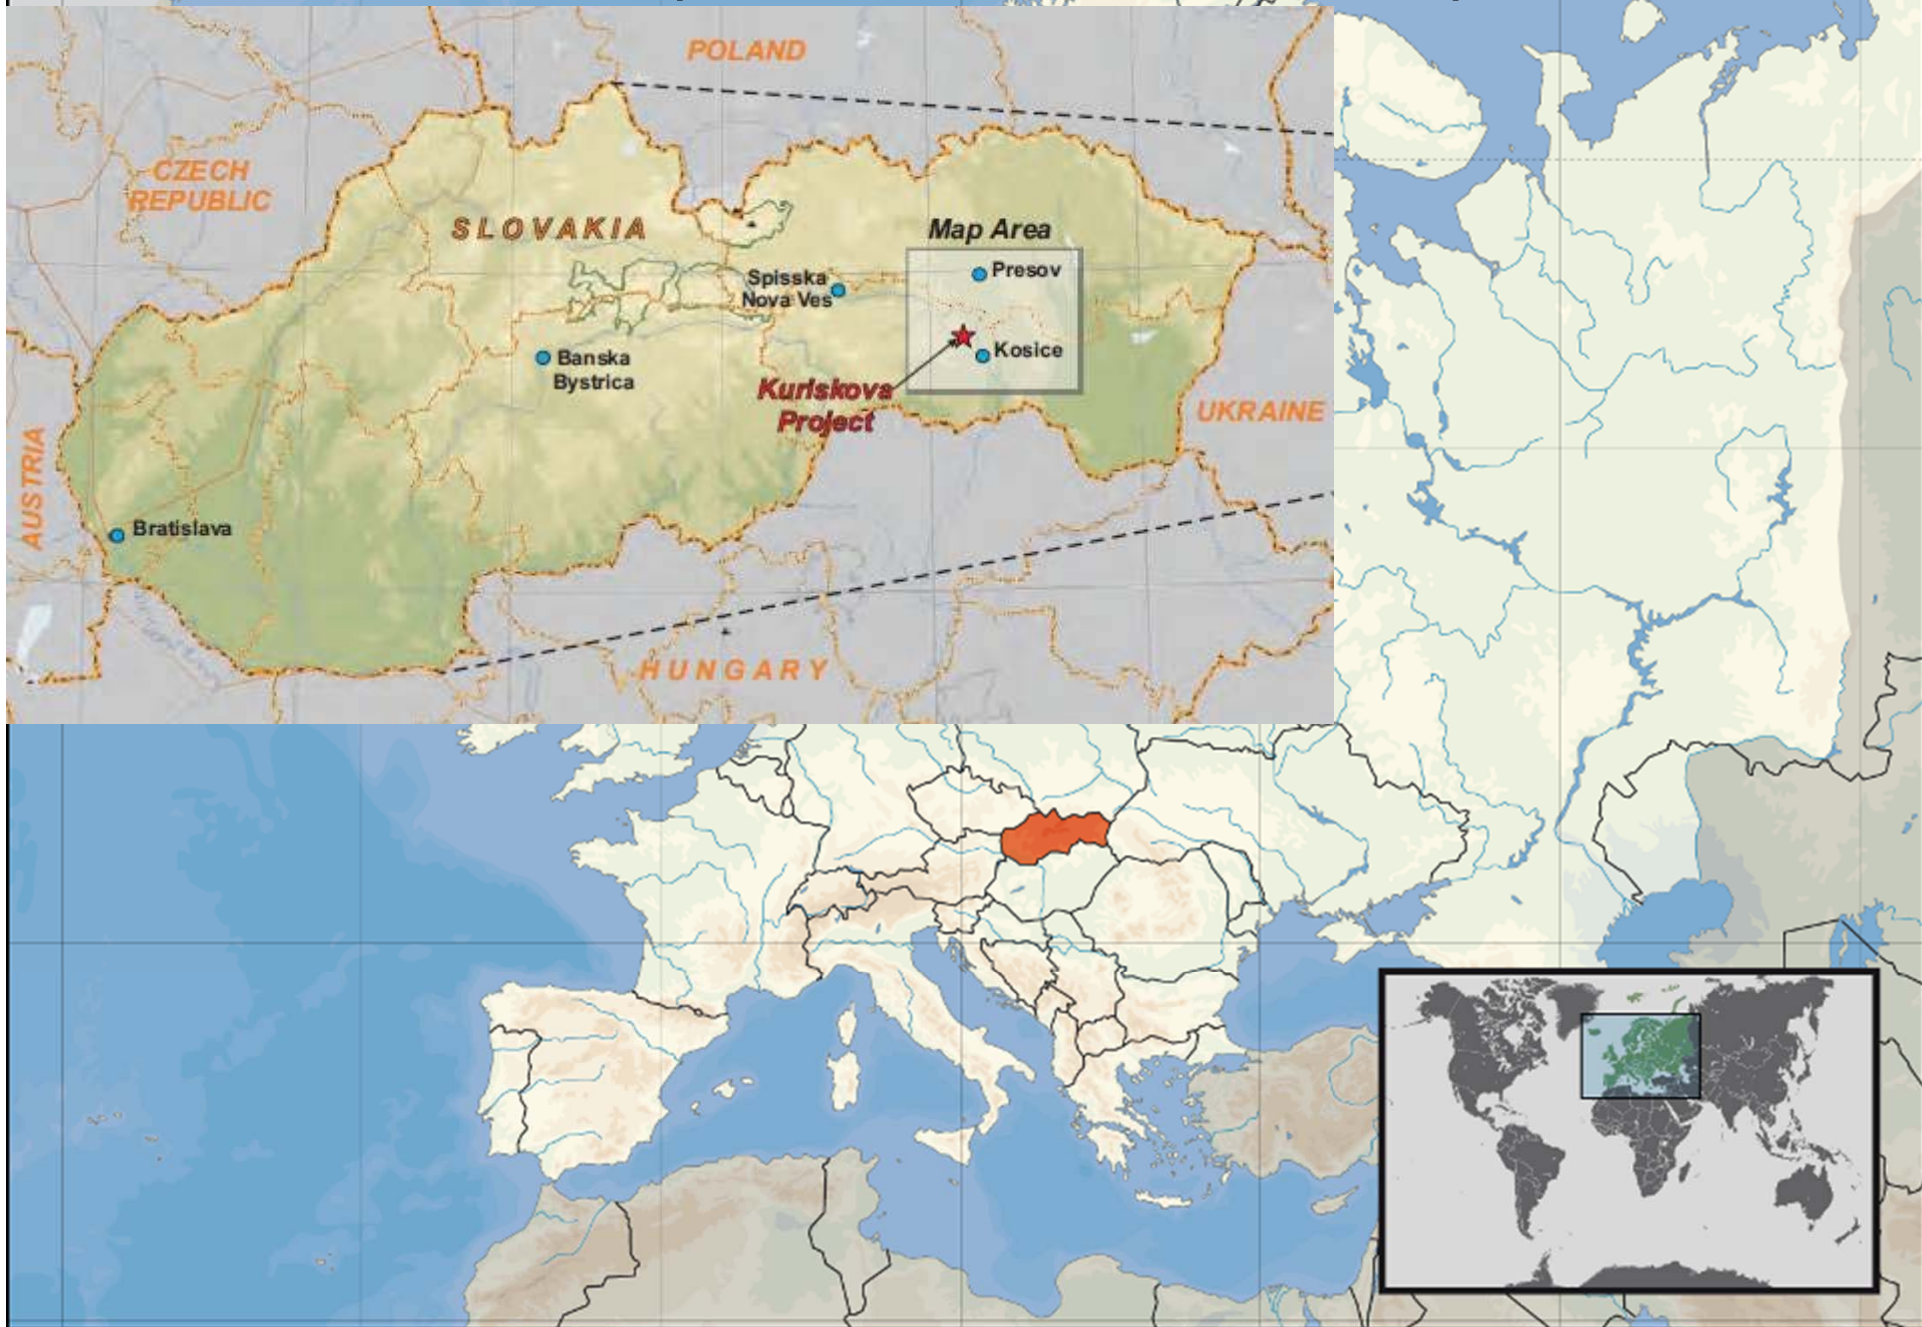 POLAND
CZECH
REPUBLIC
SLOVAKIA
Map Area
Spisska
Nova Ves
Presov
Banska
Bystrica
Kosice
Kuriskova
Project
UKRAINE
AUSTRIA
Bratislava
HUNGARY